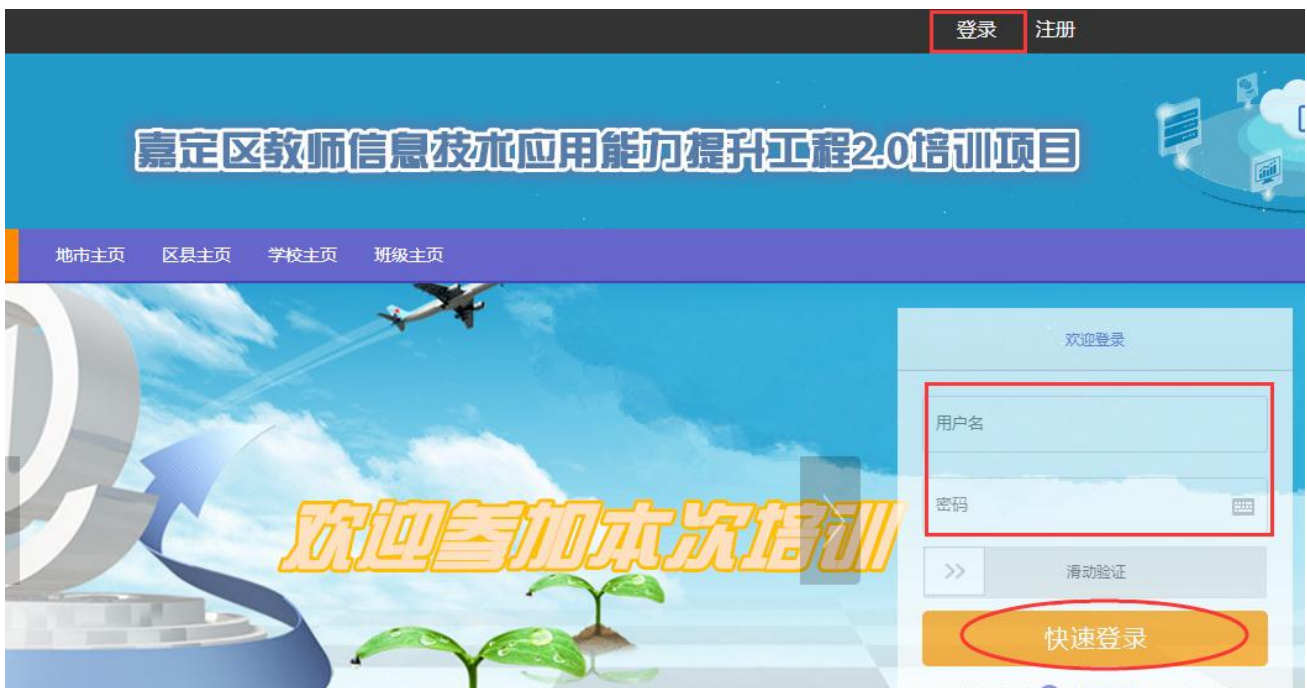 登录 注册
嘉定区教师信息技术应用能力提升工程2.0培训项目
地市主页 区县主页 学校主页 班级主页
欢迎登录
用户名
密码
欢迎参加本次培训
>> 滑动验证
快速登录